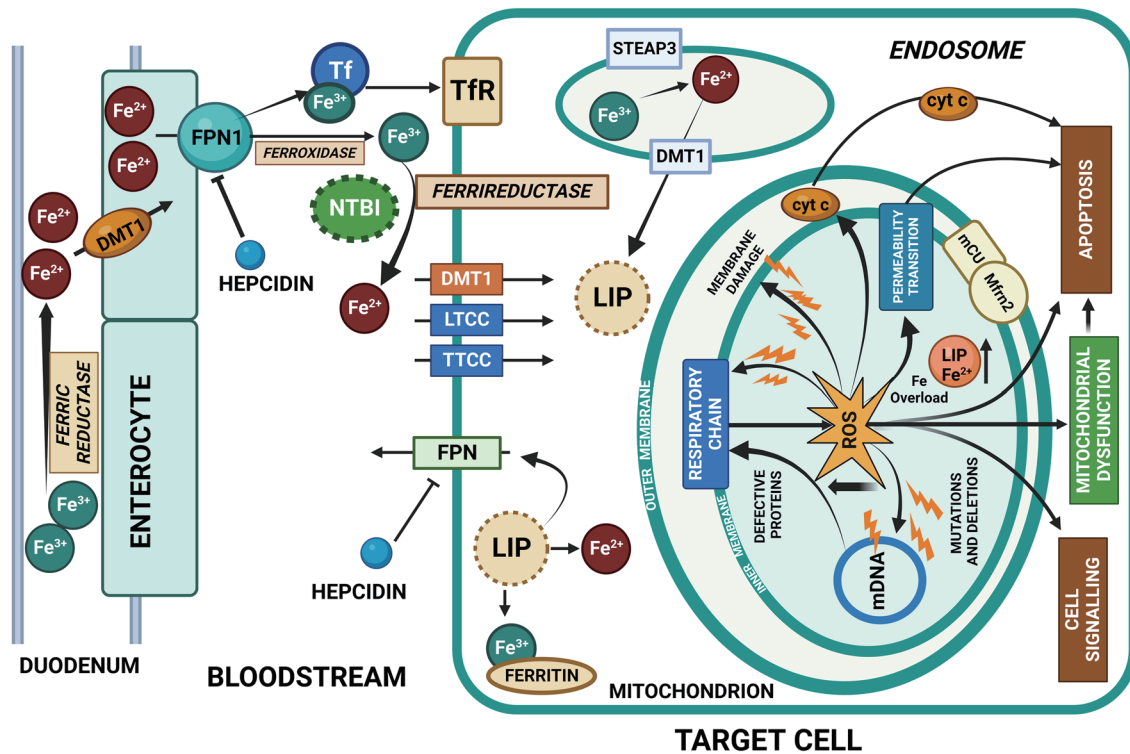 Fe2+
Fe2+
Fe2+
Fe2+
DMT1
FERRIC
REDUCTASE
Fe3+
Fe3+
DUODENUM
ENTEROCYTE
FPN1
HEPCIDIN
Tf
Fe3+
FERROXIDASE
Fe3+
NTBI
FERRIREDUCTASE
Fe2+
TfR
DMT1
LTCC
TTCC
FPN
HEPCIDIN
BLOODSTREAM
STEAP3
Fe3+
Fe2+
DMT1
ENDOSOME
LIP
LIP
Fe2+
Fe3+
FERRITIN
MITOCHONDRION
TARGET CELL
OUTER MEMBRANE
INNER MEMBRANE
RESPIRATORY
CHAIN
MEMBRANE
DAMAGE
cyt c
cyt c
PERMEABILITY
TRANSITION
mCU
Mfrn2
LIP
Fe2+
Fe
Overload
ROS
DEFECTIVE
PROTEINS
mDNA
MUTATIONS
AND DELETIONS
APOPTOSIS
MITOCHONDRIAL
DYSFUNCTION
CELL
SIGNALLING